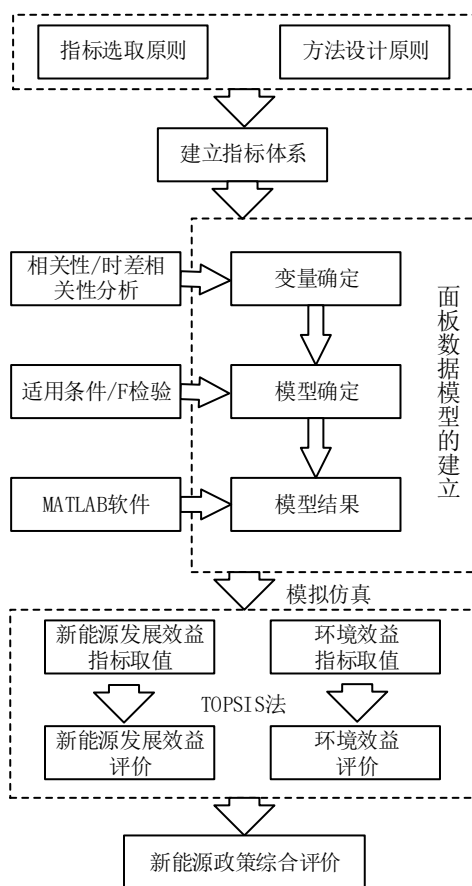 指标选取原则
方法设计原则
建立指标体系
相关性/时差相
关性分析
变量确定
适用条件/F检验
模型确定
MATLAB软件
模型结果
面板数据模型的建立
模拟仿真
新能源发展效益
指标取值
环境效益
指标取值
TOPSIS法
新能源发展效益
评价
环境效益
评价
新能源政策综合评价